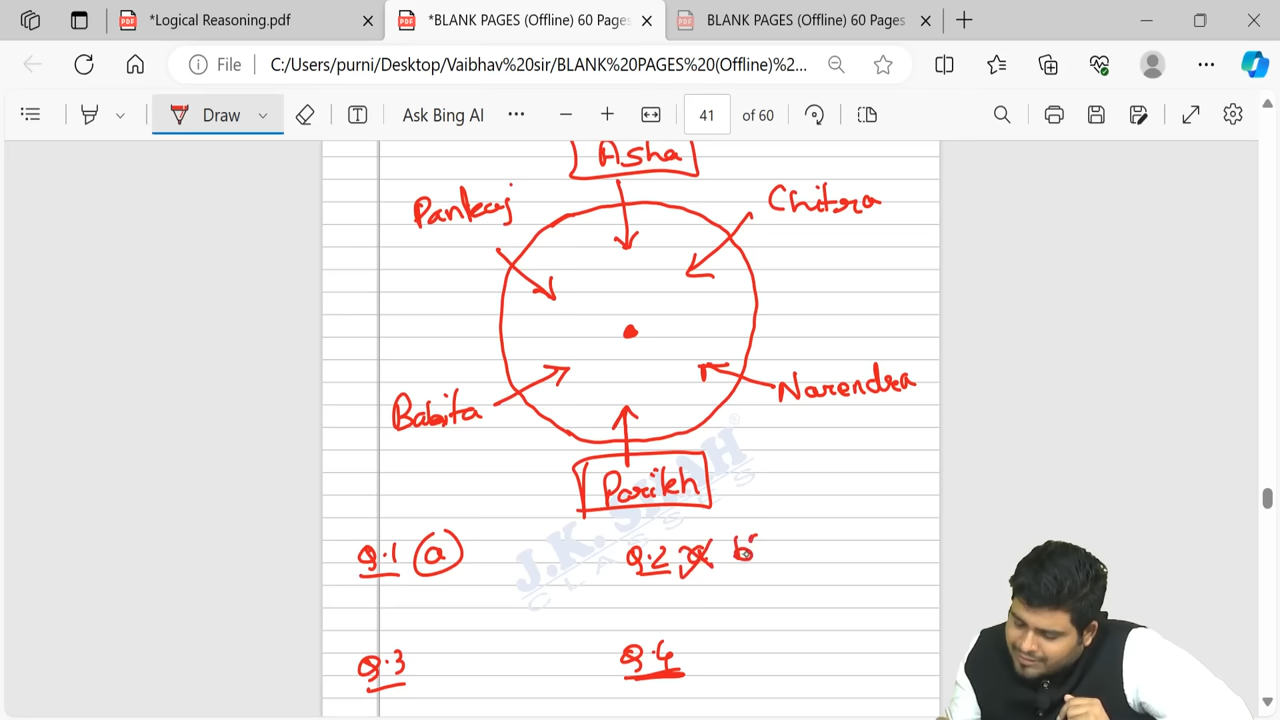 *Logical Reasoning.pdf
*BLANK PAGES (Offline) 60 Pages
BLANK PAGES (Offline) 60 Pages
File
C:/Users/purni/Desktop/Vaibhav%20sir/BLANK%20PAGES%20(Offline)%2...
Draw
Ask Bing AI
41 of 60
Asha
Pankaj
Chitra
Babita
Narendra
Parikh
J.K. SHAH
CLASSES
Q.1 a
Q.2 a b
Q.3
Q.4